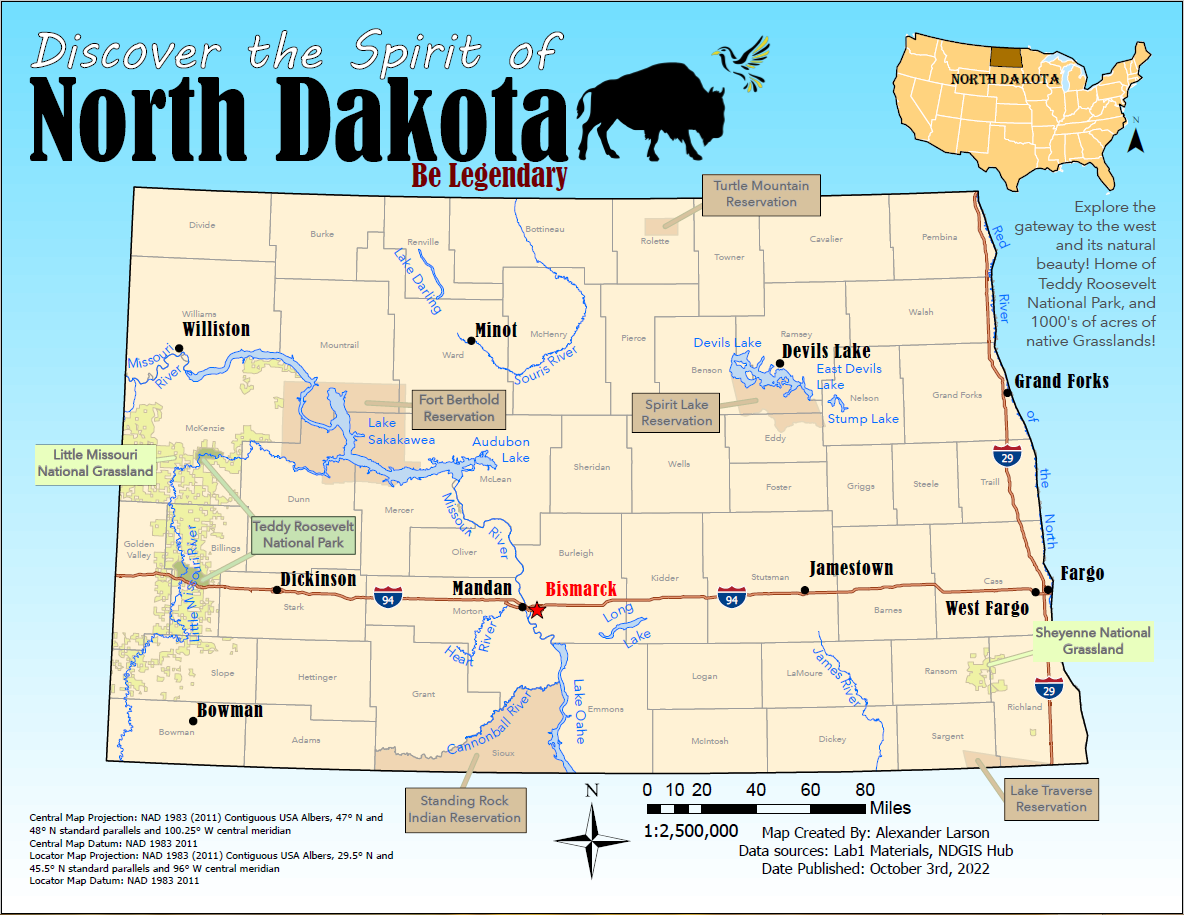 Discover the Spirit of
North Dakota
Be Legendary
NORTH DAKOTA
N
Explore the
gateway to the west
and its natural
beauty! Home of
Teddy Roosevelt
National Park, and
1000's of acres of
native Grasslands!
Turtle Mountain
Reservation
Divide
Burke
Renville
Bottineau
Rolette
Towner
Cavalier
Pembina
Red
River
of
the
North
Lake Darling
Williams
Williston
Mountrail
Ward
Minot
McHenry
Souris River
Pierce
Benson
Ramsey
Devils Lake
Devils Lake
East Devils
Lake
Walsh
Nelson
Stump Lake
Grand Forks
Grand Forks
Missouri
River
McKenzie
Fort Berthold
Reservation
Lake
Sakakawea
Audubon
Lake
McLean
Spirit Lake
Reservation
Eddy
Little Missouri
National Grassland
Teddy Roosevelt
National Park
Dunn
Mercer
Missouri
River
Sheridan
Wells
Foster
Griggs
Steele
Traill
29
Golden
Valley
Billings
Little Missouri River
Oliver
Burleigh
Kidder
Stutsman
Jamestown
Cass
Fargo
West Fargo
Dickinson
Stark
94
Mandan
Bismarck
Morton
94
Barnes
Long
Lake
Heart
River
Sheyenne National
Grassland
Slope
Hettinger
Grant
Bowman
Bowman
Adams
Cannonball River
Sioux
Lake Oahe
Emmons
Logan
LaMoure
James River
Ransom
29
Richland
McIntosh
Dickey
Sargent
Standing Rock
Indian Reservation
Lake Traverse
Reservation
N
0 10 20 40 60 80
Miles
1:2,500,000
Map Created By: Alexander Larson
Data sources: Lab1 Materials, NDGIS Hub
Date Published: October 3rd, 2022
Central Map Projection: NAD 1983 (2011) Contiguous USA Albers, 47° N and
48° N standard parallels and 100.25° W central meridian
Central Map Datum: NAD 1983 2011
Locator Map Projection: NAD 1983 (2011) Contiguous USA Albers, 29.5° N and
45.5° N standard parallels and 96° W central meridian
Locator Map Datum: NAD 1983 2011